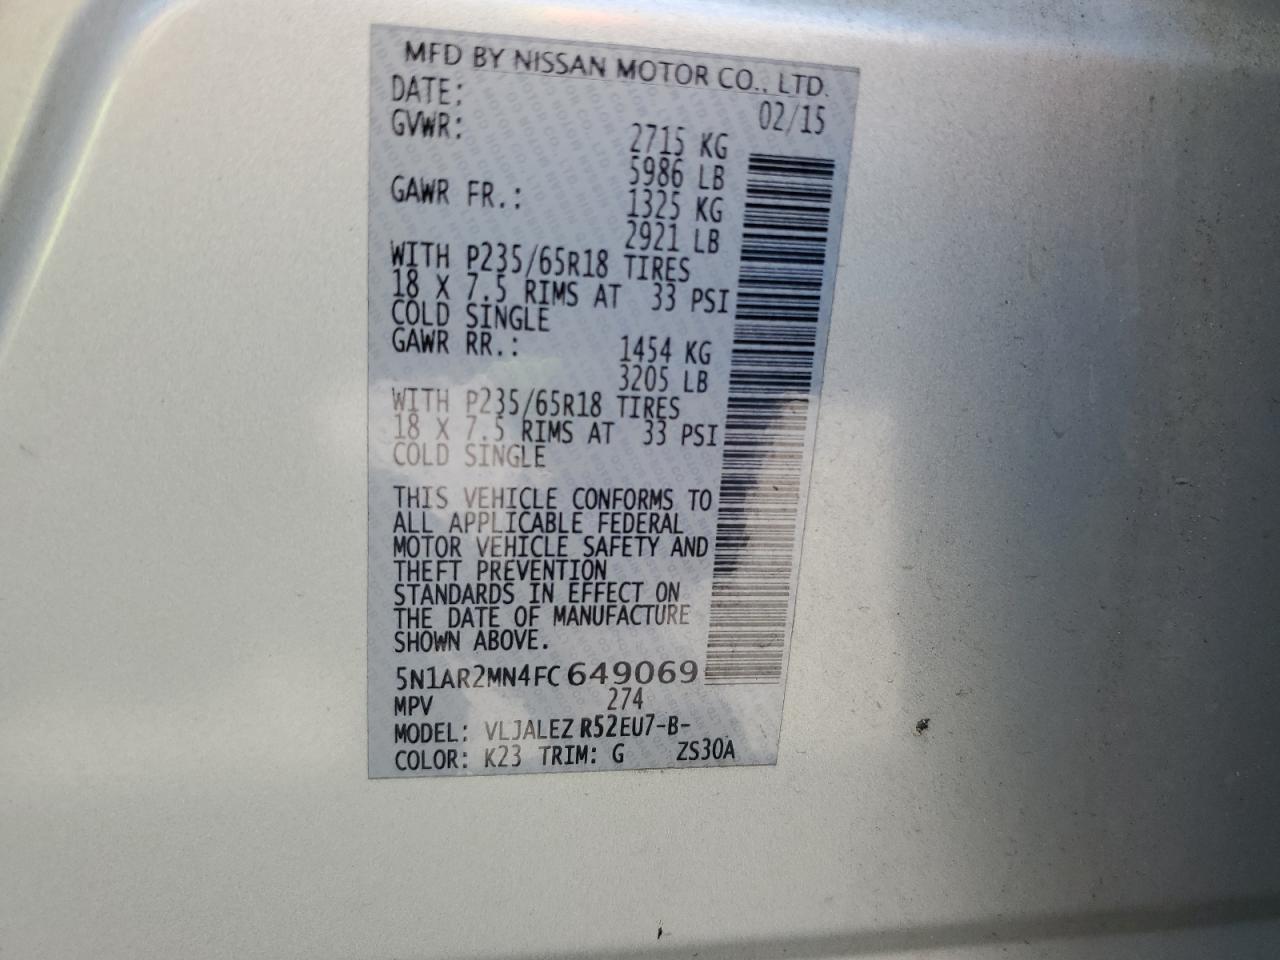 MFD BY NISSAN MOTOR CO., LTD.
DATE: 02/15
GVWR: 2715 KG
5986 LB
GAWR FR.: 1325 KG
2921 LB
WITH P235/65R18 TIRES
18 X 7.5 RIMS AT 33 PSI
COLD SINGLE
GAWR RR.: 1454 KG
3205 LB
WITH P235/65R18 TIRES
18 X 7.5 RIMS AT 33 PSI
COLD SINGLE
THIS VEHICLE CONFORMS TO
ALL APPLICABLE FEDERAL
MOTOR VEHICLE SAFETY AND
THEFT PREVENTION
STANDARDS IN EFFECT ON
THE DATE OF MANUFACTURE
SHOWN ABOVE.
5N1AR2MN4FC649069
MPV 274
MODEL: VLJALEZ R52EU7-B-
COLOR: K23 TRIM: G ZS30A